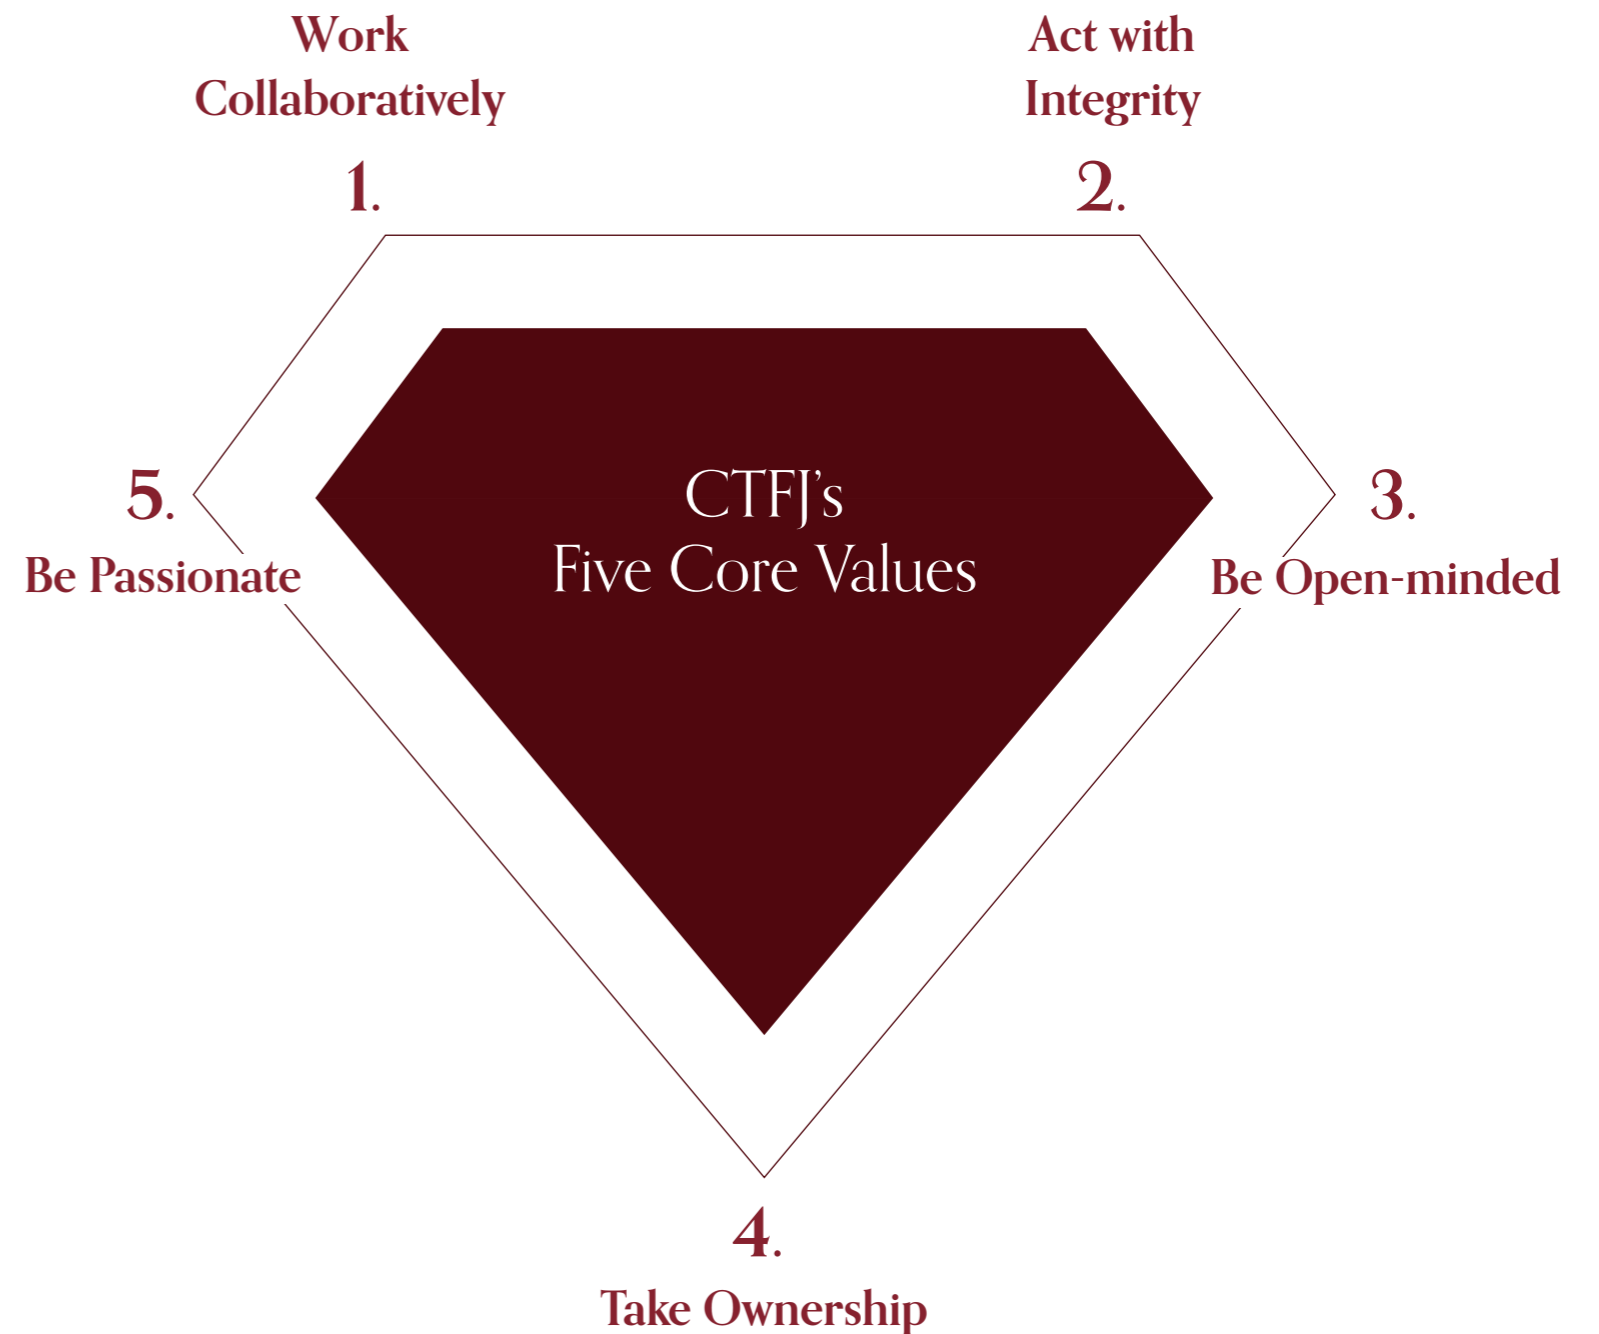 Work
Collaboratively
1.
Act with
Integrity
2.
CTFJ’s
Five Core Values
3.
Be Open-minded
4.
Take Ownership
5.
Be Passionate